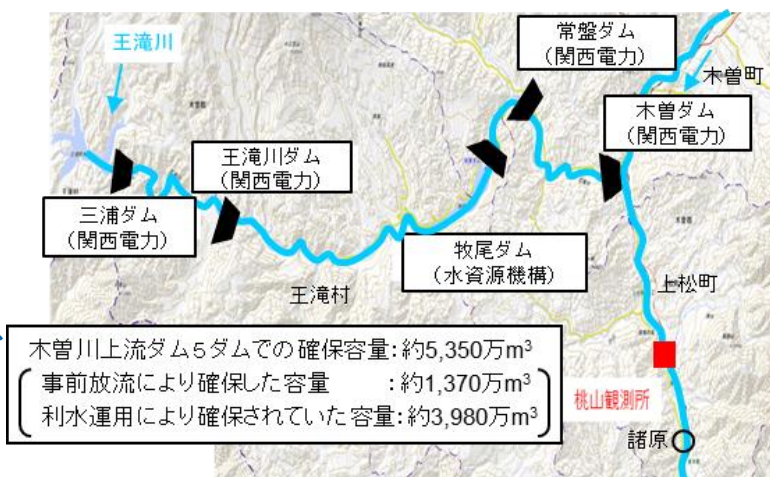 王滝川
常盤ダム
(関西電力)
木曽町
木曽ダム
(関西電力)
王滝川ダム
(関西電力)
三浦ダム
(関西電力)
牧尾ダム
(水資源機構)
王滝村
上松町
木曽川上流ダム5ダムでの確保容量:約5,350万m³
事前放流により確保した容量 :約1,370万m³
利水運用により確保されていた容量:約3,980万m³
桃山観測所
諸原